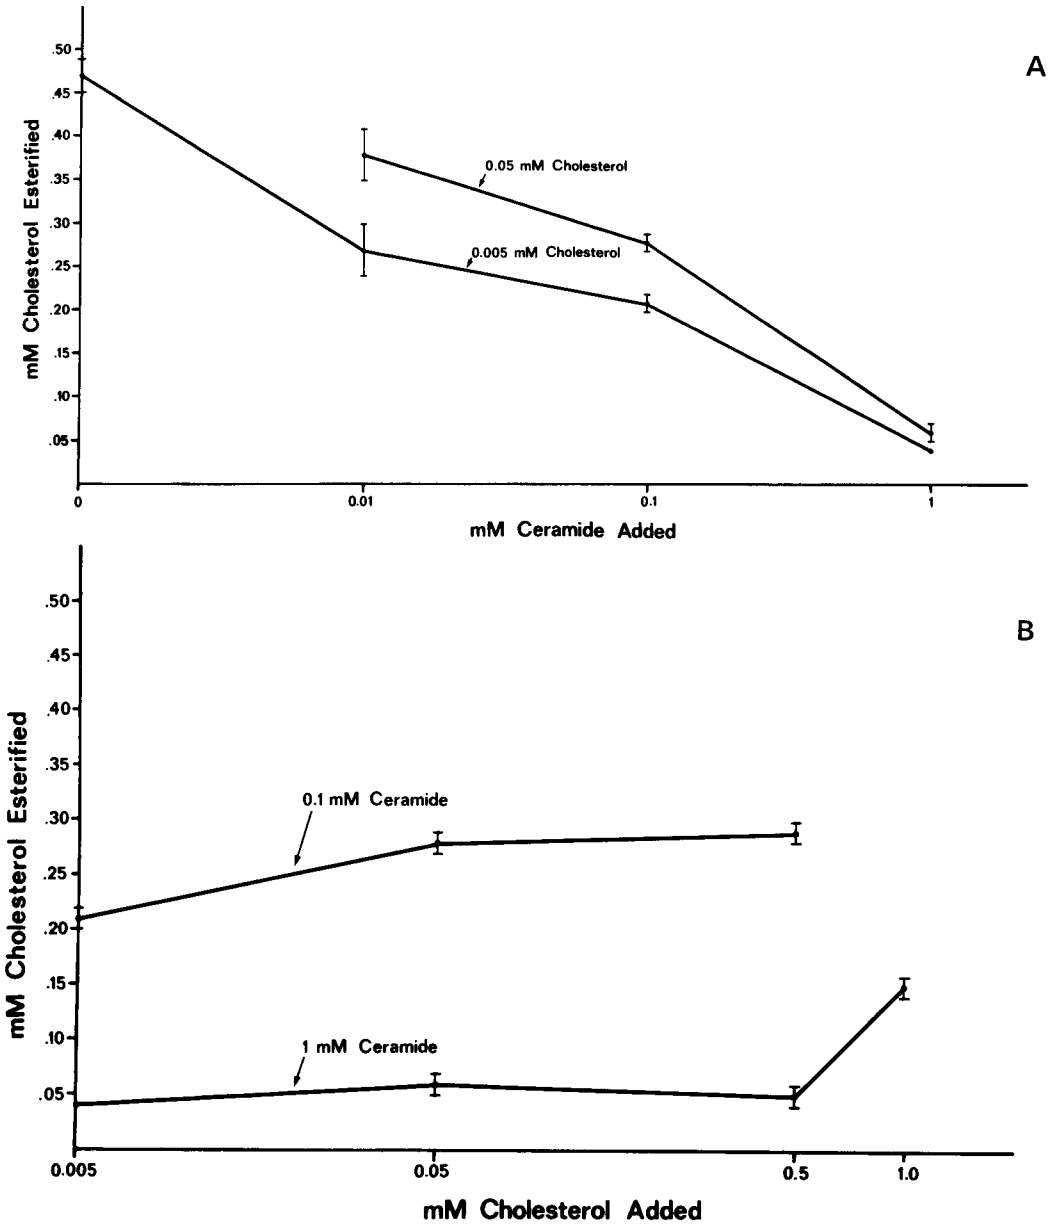 A
.50
.45
.40
.35
.30
.25
.20
.15
.10
.05
mM Cholesterol Esterified
0.05 mM Cholesterol
0.005 mM Cholesterol
0 0.01 0.1 1
mM Ceramide Added
B
.50
.45
.40
.35
.30
.25
.20
.15
.10
.05
mM Cholesterol Esterified
0.1 mM Ceramide
1 mM Ceramide
0.005 0.05 0.5 1.0
mM Cholesterol Added